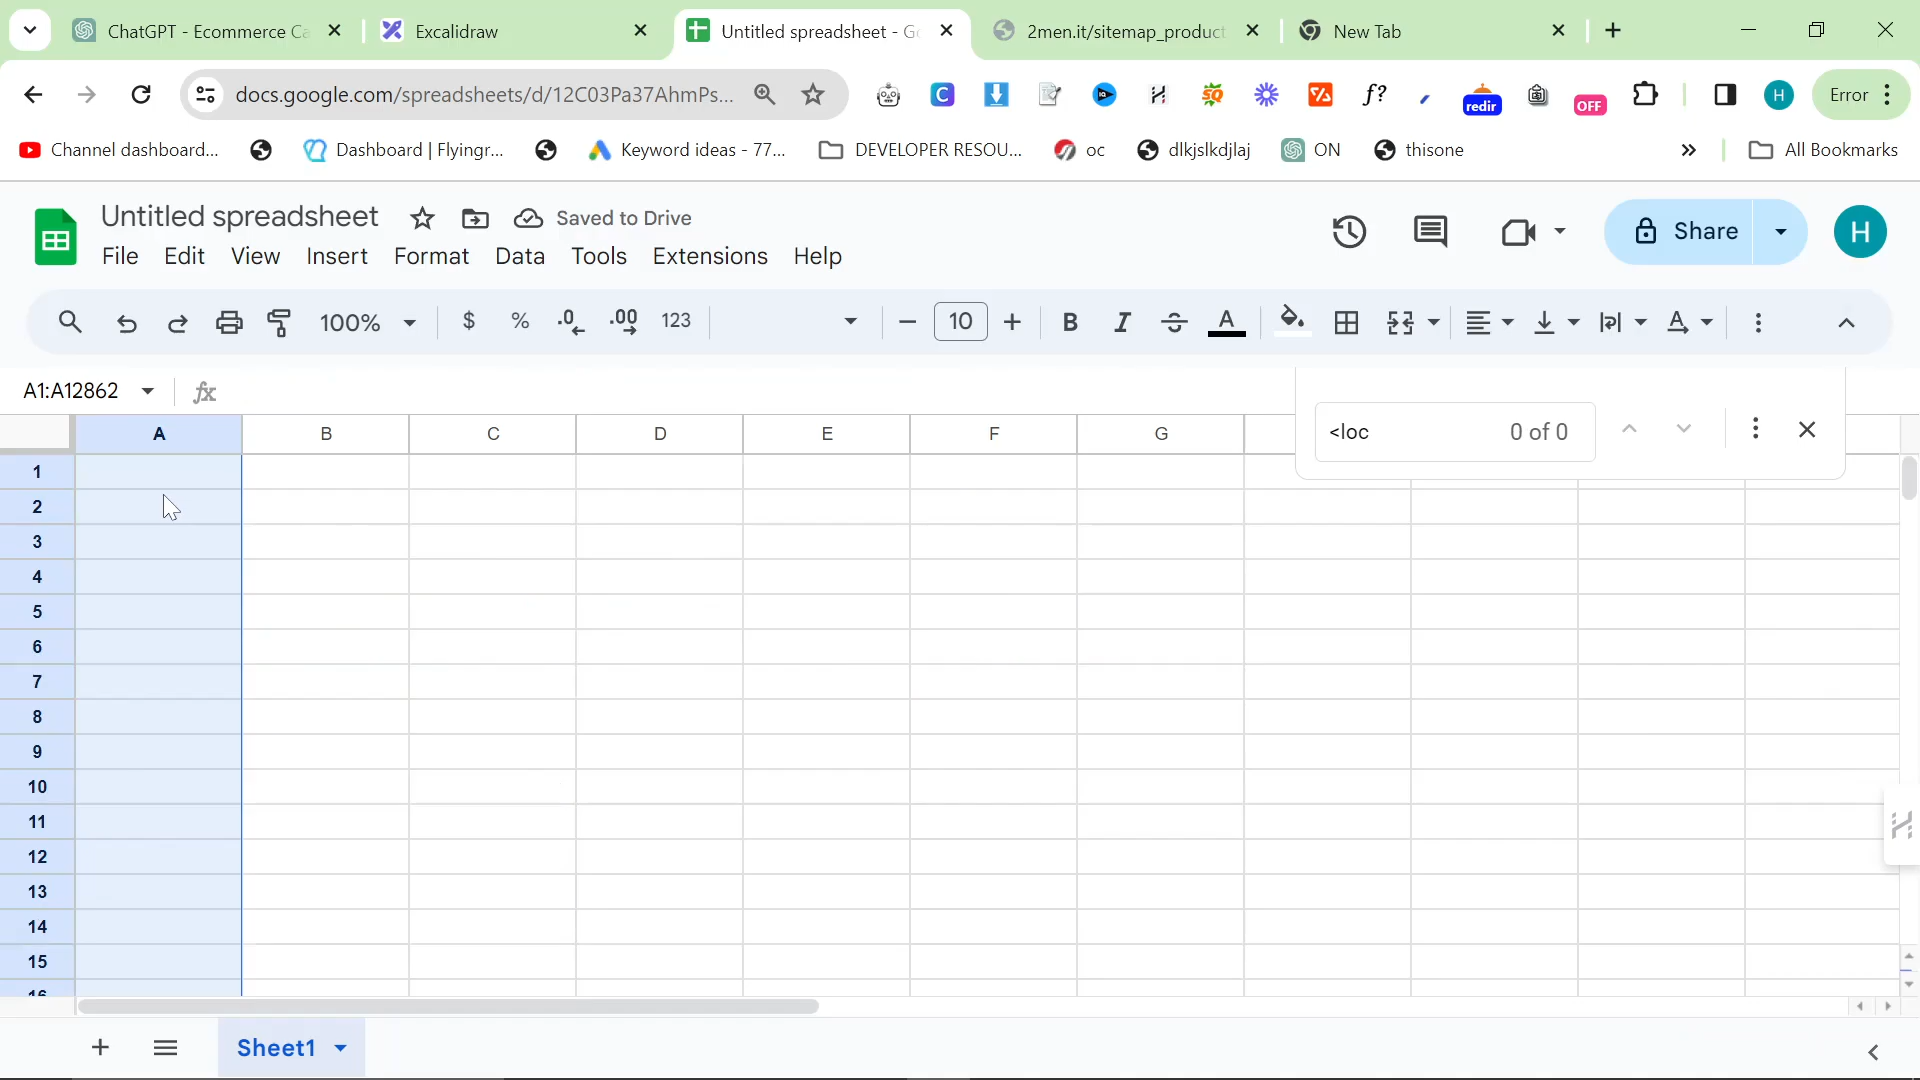 ChatGPT - Ecommerce Ca
Excalidraw
Untitled spreadsheet - Go
2men.it/sitemap_product
New Tab
docs.google.com/spreadsheets/d/12C03Pa37AhmPs...
redir
OFF
H
Error
Channel dashboard...
Dashboard | Flyingr...
Keyword ideas - 77...
DEVELOPER RESOU...
oc
dlkjslkdjlaj
ON
thisone
All Bookmarks
Untitled spreadsheet
Saved to Drive
File Edit View Insert Format Data Tools Extensions Help
Share
H
100%
$ % .0 .00 123
10
B I A A
A1:A12862
fx
<loc 0 of 0
A B C D E F G
1
2
3
4
5
6
7
8
9
10
11
12
13
14
15
16
Sheet1